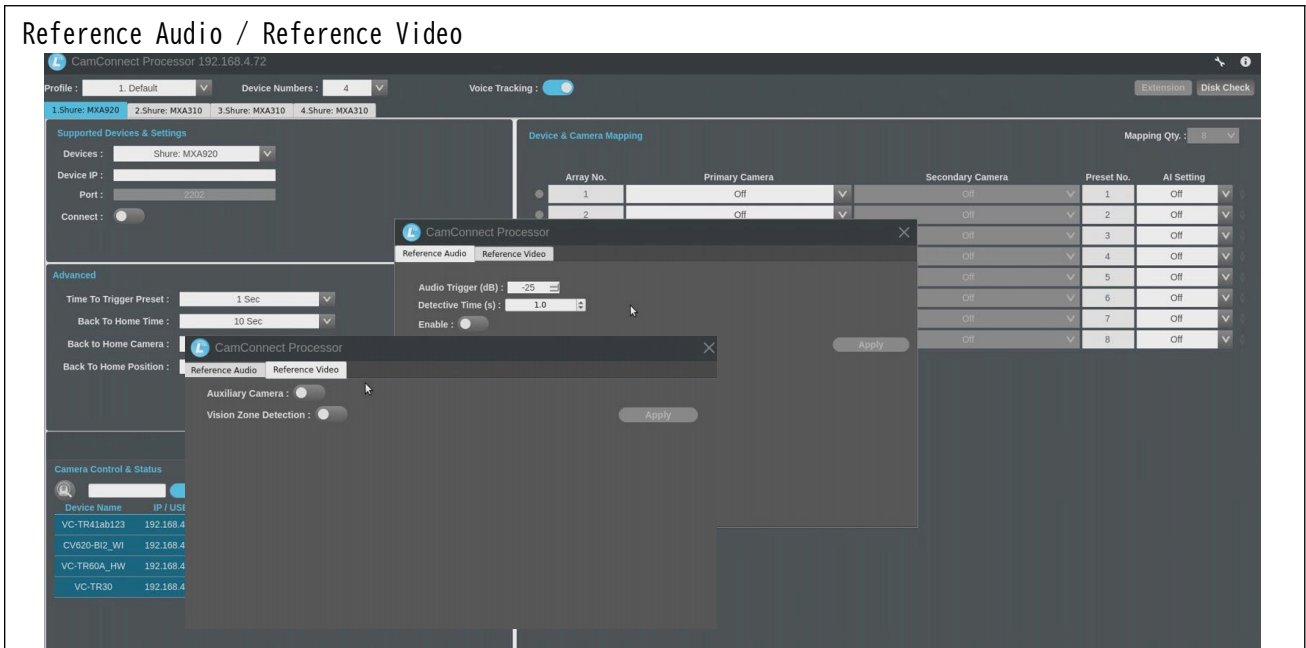 Reference Audio / Reference Video
CamConnect Processor 192.168.4.72
Profile : 1. Default Device Numbers : 4 Voice Tracking : Extension Disk Check
1.Shure: MXA920 2.Shure: MXA310 3.Shure: MXA310 4.Shure: MXA310
Supported Devices & Settings
Devices : Shure: MXA920
Device IP :
Port : 2202
Connect :
Device & Camera Mapping Mapping Qty. : 8
Array No. Primary Camera Secondary Camera Preset No. AI Setting
1 Off Off 1 Off
2 Off Off 2 Off
Off 3 Off
Off 4 Off
Off 5 Off
Off 6 Off
Off 7 Off
Off 8 Off
CamConnect Processor
Reference Audio Reference Video
Audio Trigger (dB) : -25
Detective Time (s) : 1.0
Enable :
Apply
Advanced
Time To Trigger Preset : 1 Sec
Back To Home Time : 10 Sec
Back to Home Camera :
Back To Home Position :
CamConnect Processor
Reference Audio Reference Video
Auxiliary Camera :
Vision Zone Detection :
Apply
Camera Control & Status
Device Name IP / USB
VC-TR41ab123 192.168.4
CV620-BI2_WI 192.168.4
VC-TR60A_HW 192.168.4
VC-TR30 192.168.4